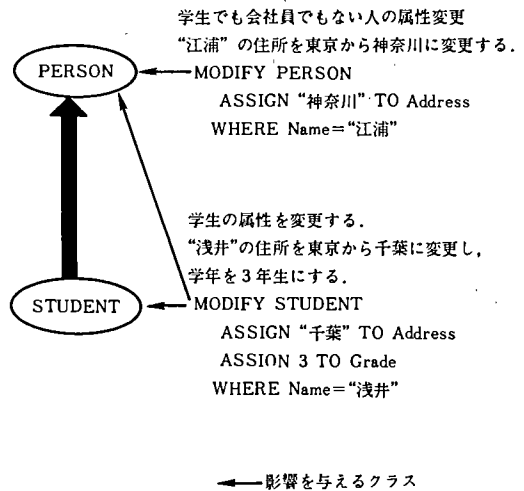 学生でも会社員でもない人の属性変更
“江浦”の住所を東京から神奈川に変更する.
PERSON
MODIFY PERSON
ASSIGN “神奈川” TO Address
WHERE Name=“江浦”
学生の属性を変更する.
“浅井”の住所を東京から千葉に変更し,
学年を3年生にする.
STUDENT
MODIFY STUDENT
ASSIGN “千葉” TO Address
ASSION 3 TO Grade
WHERE Name=“浅井”
影響を与えるクラス